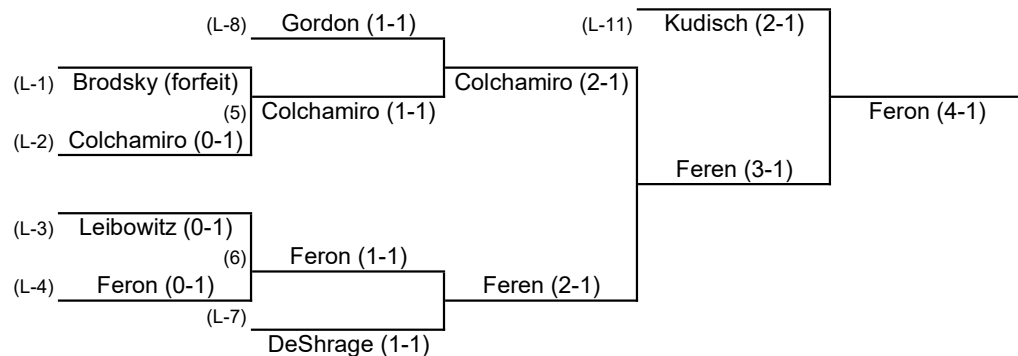 (L-8) Gordon (1-1)
(L-11) Kudisch (2-1)
(L-1) Brodsky (forfeit)
Colchamiro (2-1)
(5) Colchamiro (1-1)
Feron (4-1)
(L-2) Colchamiro (0-1)
Feren (3-1)
(L-3) Leibowitz (0-1)
(6) Feron (1-1)
(L-4) Feron (0-1)
Feren (2-1)
(L-7) DeShrage (1-1)